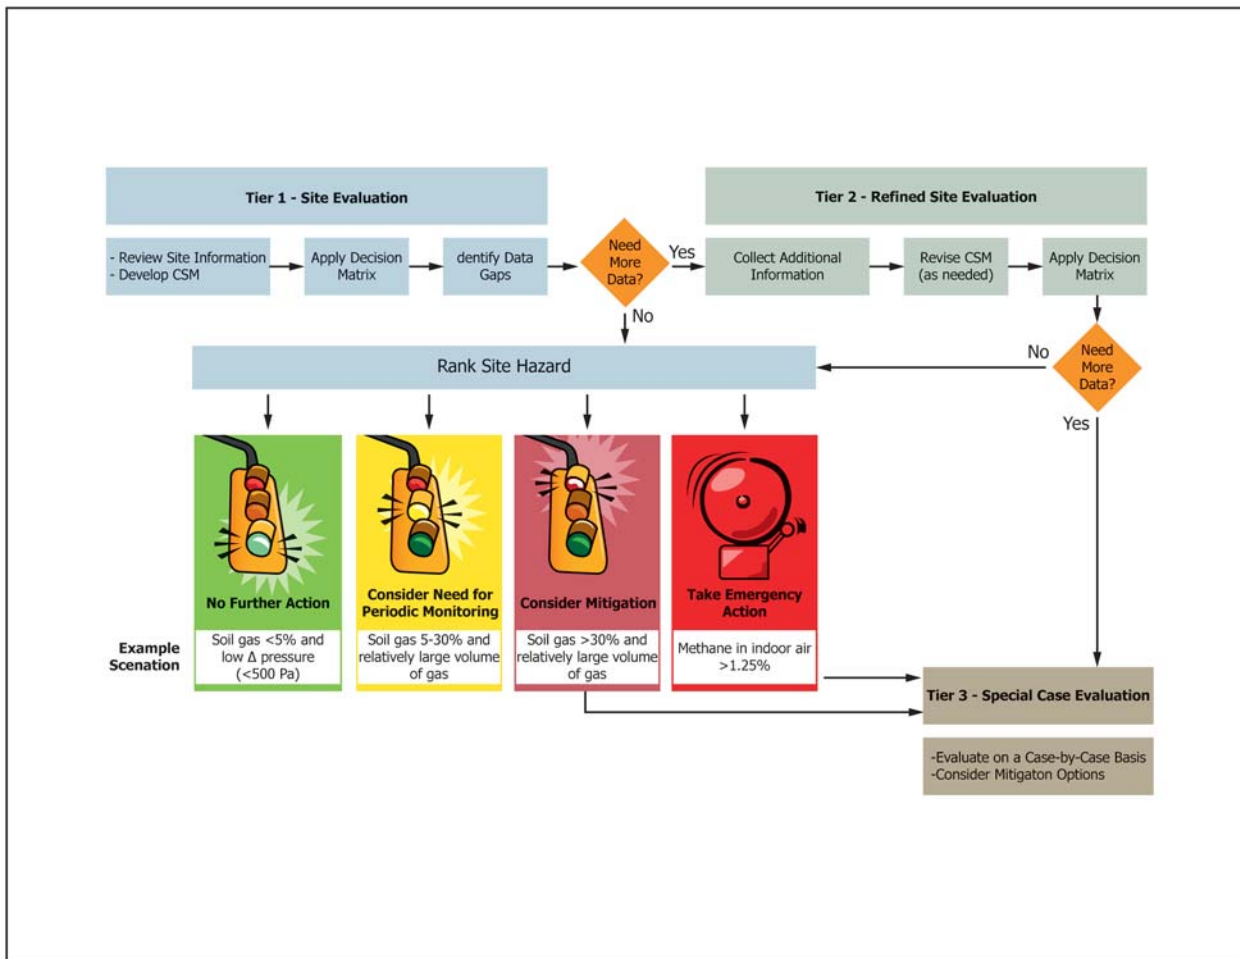 Tier 1 - Site Evaluation
Tier 2 - Refined Site Evaluation
- Review Site Information
- Develop CSM
Apply Decision
Matrix
dentify Data
Gaps
Need
More
Data?
Yes
Collect Additional
Information
Revise CSM
(as needed)
Apply Decision
Matrix
No
Need
More
Data?
No
Yes
Rank Site Hazard
No Further Action
Consider Need for
Periodic Monitoring
Consider Mitigation
Take Emergency
Action
Example
Scenation
Soil gas <5% and
low Δ pressure
(<500 Pa)
Soil gas 5-30% and
relatively large volume
of gas
Soil gas >30% and
relatively large volume
of gas
Methane in indoor air
>1.25%
Tier 3 - Special Case Evaluation
-Evaluate on a Case-by-Case Basis
-Consider Mitigaton Options